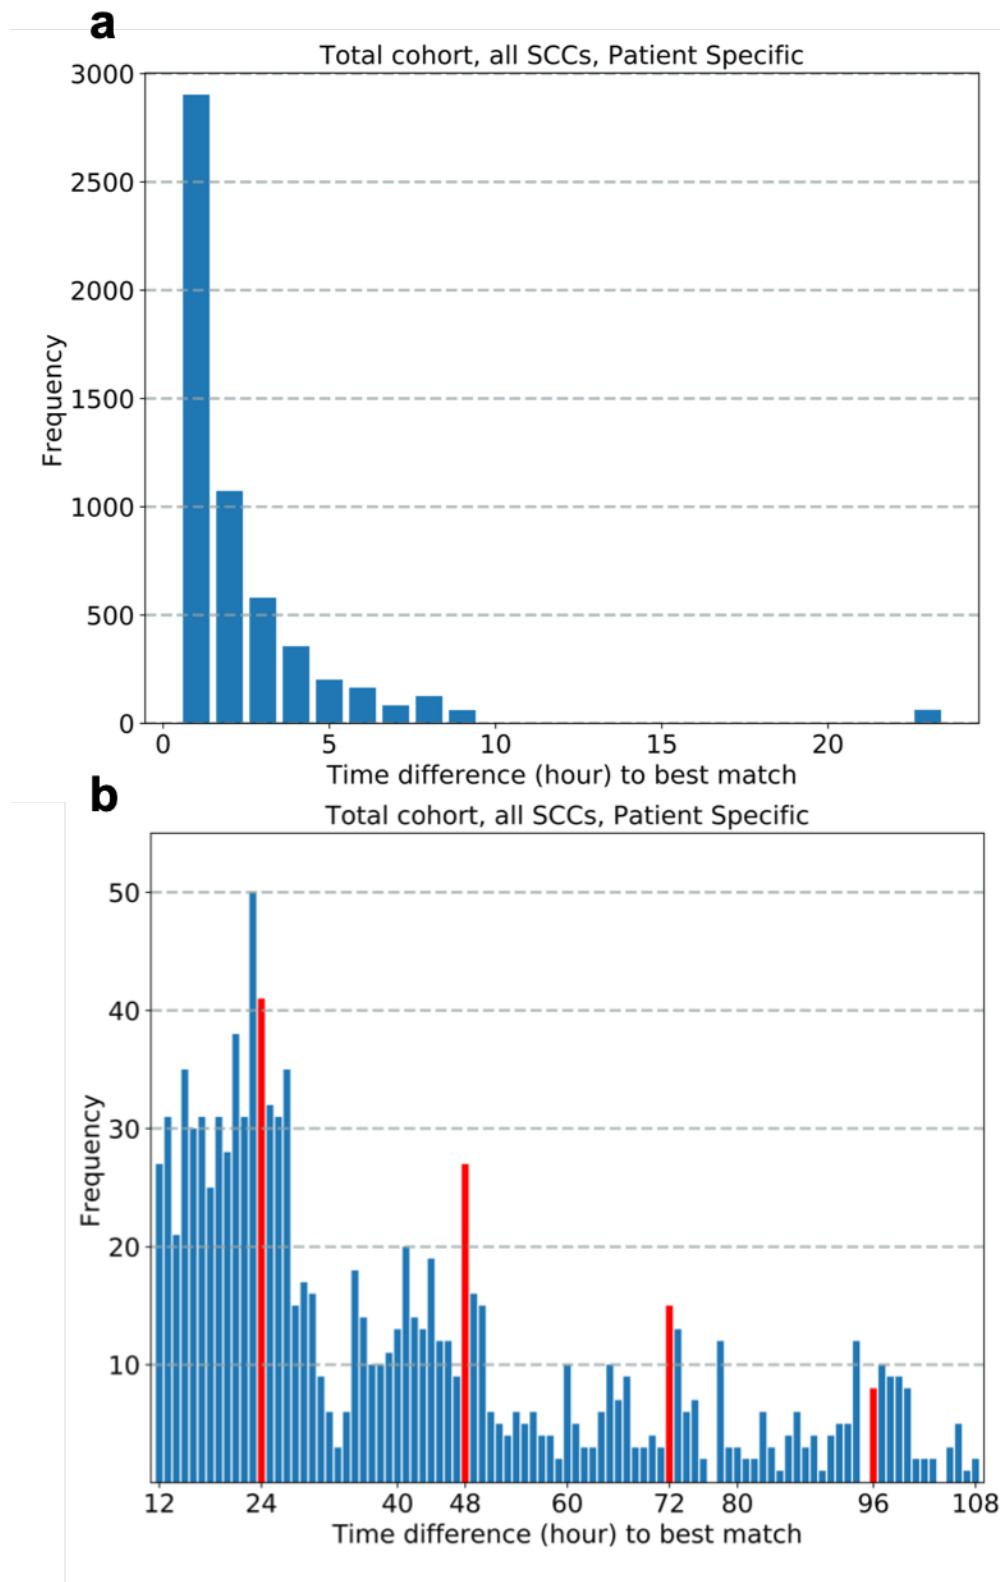 a
Total cohort, all SCCs, Patient Specific
3000
2500
2000
1500
1000
500
0
Frequency
0 5 10 15 20
Time difference (hour) to best match
b
Total cohort, all SCCs, Patient Specific
50
40
30
20
10
Frequency
12 24 40 48 60 72 80 96 108
Time difference (hour) to best match